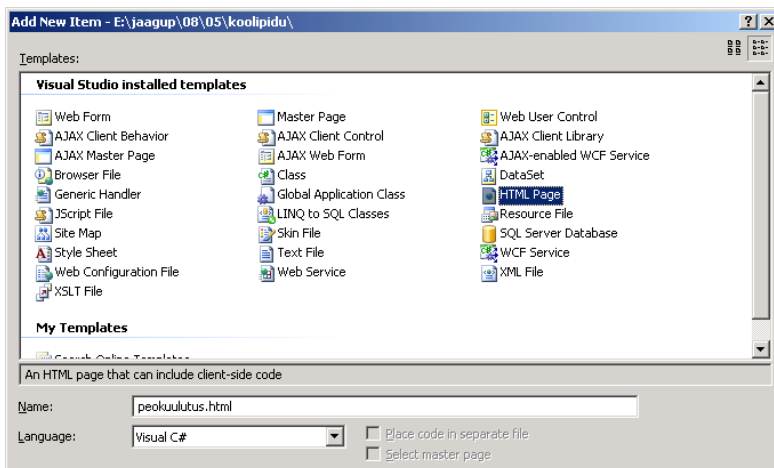 Add New Item - E:\jaagup\08\05\koolipidu\
Templates:
Visual Studio installed templates
Web Form Master Page Web User Control
AJAX Client Behavior AJAX Client Control AJAX Client Library
AJAX Master Page AJAX Web Form AJAX-enabled WCF Service
Browser File Class DataSet
Generic Handler Global Application Class HTML Page
JScript File LINQ to SQL Classes Resource File
Site Map Skin File SQL Server Database
Style Sheet Text File WCF Service
Web Configuration File Web Service XML File
XSLT File
My Templates
Search Online Templates
An HTML page that can include client-side code
Name: peokuulutus.html
Language: Visual C# Place code in separate file
Select master page